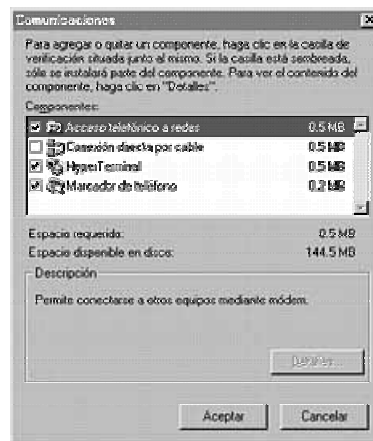 Comunicaciones
Para agregar o quitar un componente, haga clic en la casilla de
verificación situada junto al mismo. Si la casilla está sombreada,
sólo se instalará parte del componente. Para ver el contenido del
componente, haga clic en "Detalles".
Componentes:
Acceso telefónico a redes 0.5 MB
Conexión directa por cable 0.5 MB
HyperTerminal 0.5 MB
Marcador de teléfono 0.2 MB
Espacio requerido: 0.5 MB
Espacio disponible en disco: 144.5 MB
Descripción
Permite conectarse a otros equipos mediante módem.
Detalles...
Aceptar Cancelar